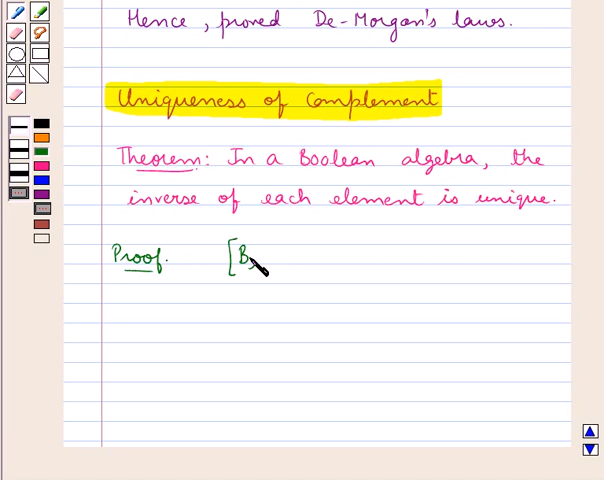 Hence, proved De-Morgan's laws.
Uniqueness of Complement
Theorem: In a Boolean algebra, the
inverse of each element is unique.
Proof. [B,